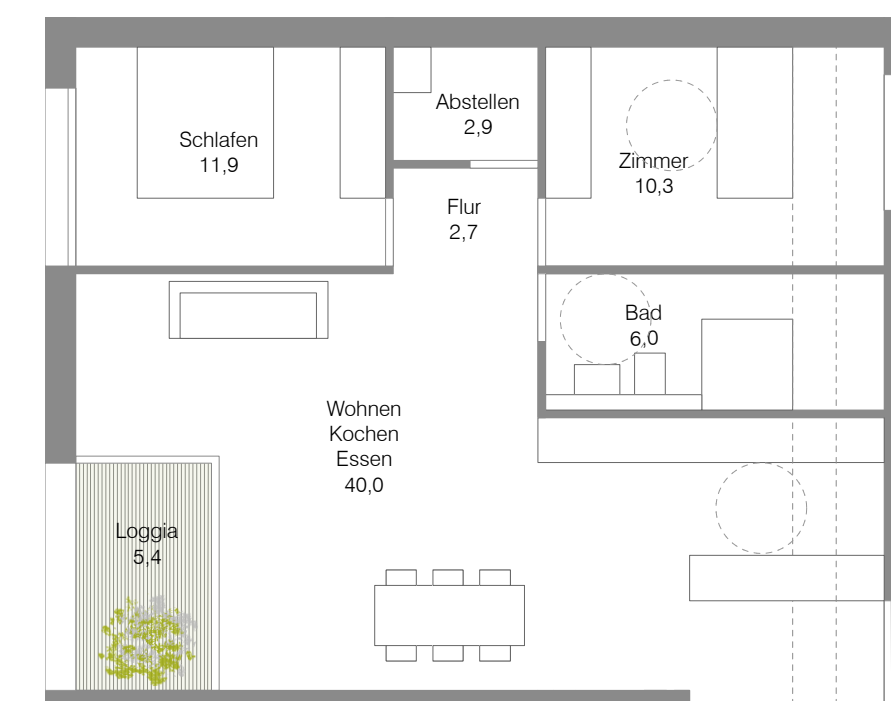 Schlafen
11,9
Abstellen
2,9
Zimmer
10,3
Flur
2,7
Bad
6,0
Wohnen
Kochen
Essen
40,0
Loggia
5,4